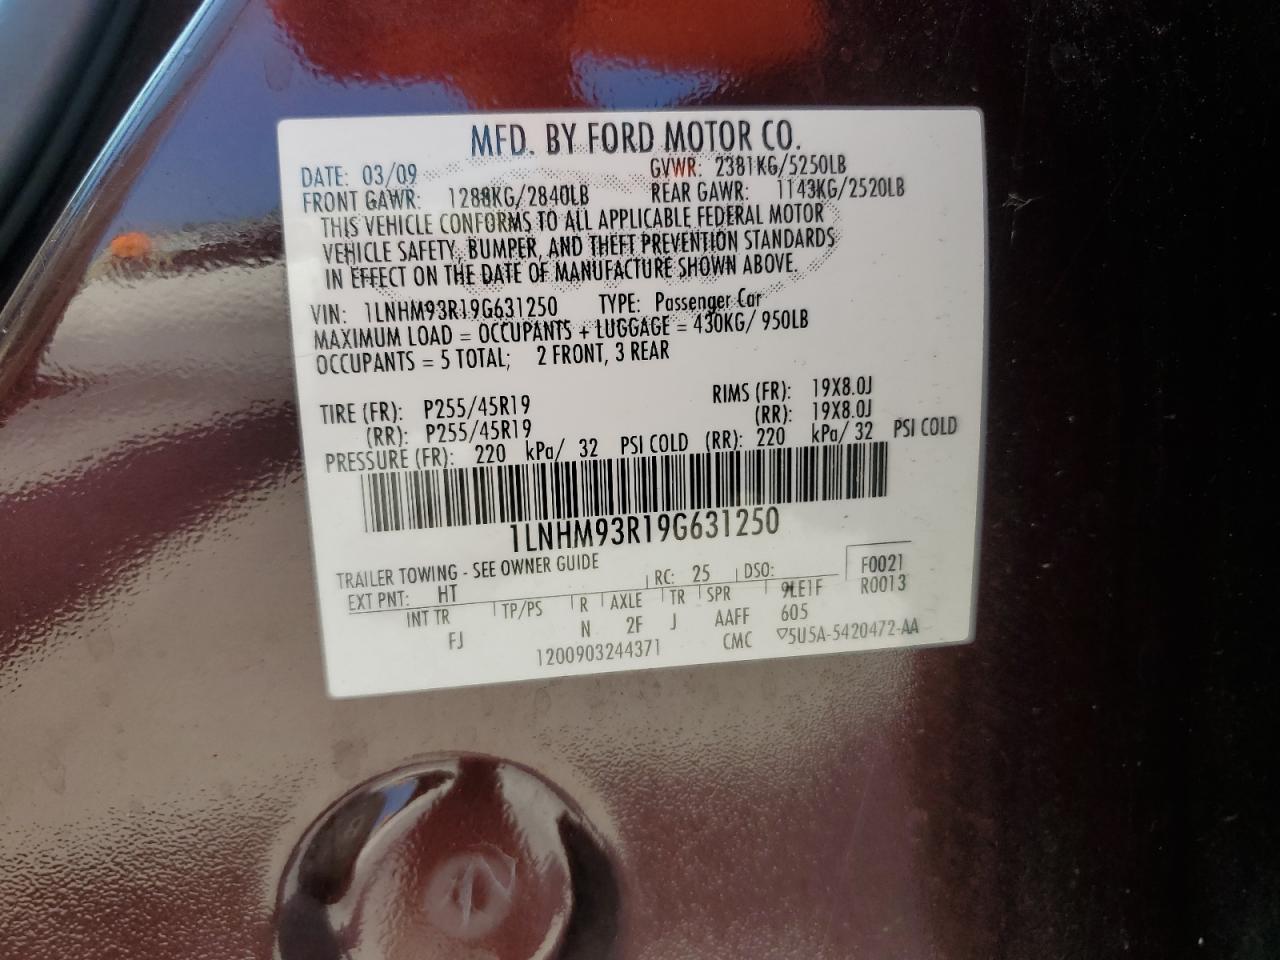 MFD. BY FORD MOTOR CO.
DATE: 03/09 GVWR: 2381KG/5250LB
FRONT GAWR: 1288KG/2840LB REAR GAWR: 1143KG/2520LB
THIS VEHICLE CONFORMS TO ALL APPLICABLE FEDERAL MOTOR
VEHICLE SAFETY, BUMPER, AND THEFT PREVENTION STANDARDS
IN EFFECT ON THE DATE OF MANUFACTURE SHOWN ABOVE.
VIN: 1LNHM93R19G631250 TYPE: Passenger Car
MAXIMUM LOAD = OCCUPANTS + LUGGAGE = 430KG/ 950LB
OCCUPANTS = 5 TOTAL; 2 FRONT, 3 REAR
TIRE (FR): P255/45R19 RIMS (FR): 19X8.0J
(RR): P255/45R19 (RR): 19X8.0J
PRESSURE (FR): 220 kPa/ 32 PSI COLD (RR): 220 kPa/ 32 PSI COLD
1LNHM93R19G631250
TRAILER TOWING - SEE OWNER GUIDE
EXT PNT: HT RC: 25 DSO: F0021
INT TR TP/PS R AXLE TR SPR 9LE1F R0013
FJ N 2F J AAFF 605
1200903244371 CMC ▽5U5A-5420472-AA